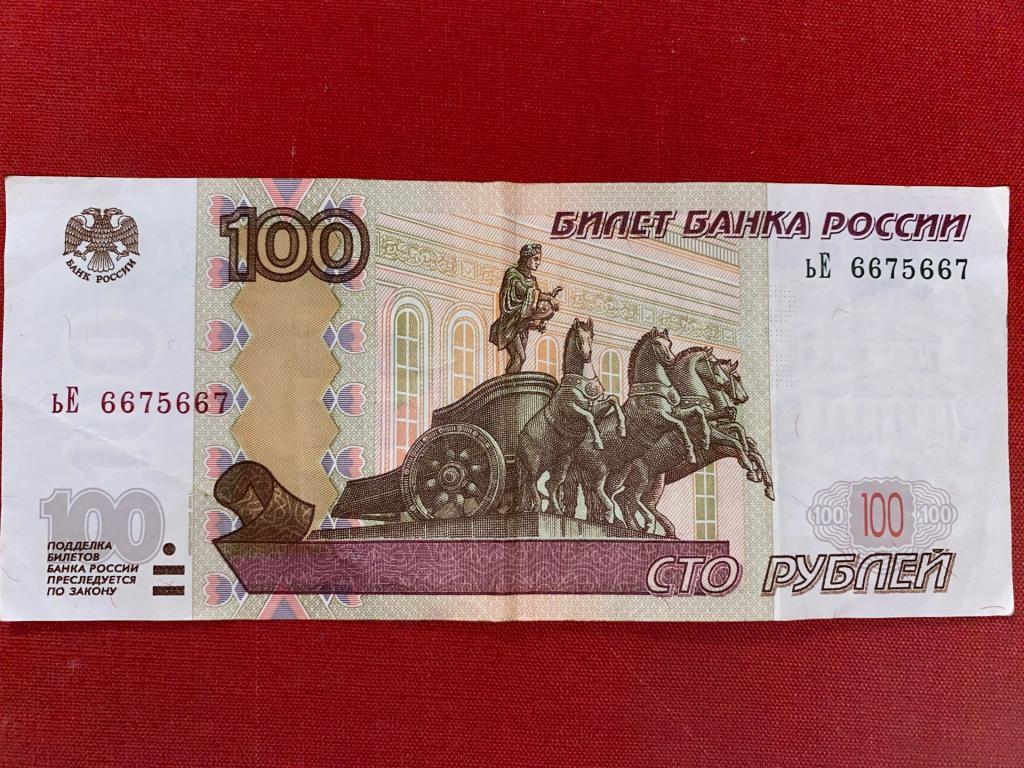 БАНК РОССИИ
100
БИЛЕТ БАНКА РОССИИ
ьЕ 6675667
ьЕ 6675667
100
ПОДДЕЛКА
БИЛЕТОВ
БАНКА РОССИИ
ПРЕСЛЕДУЕТСЯ
ПО ЗАКОНУ
100 100 100
СТО РУБЛЕЙ